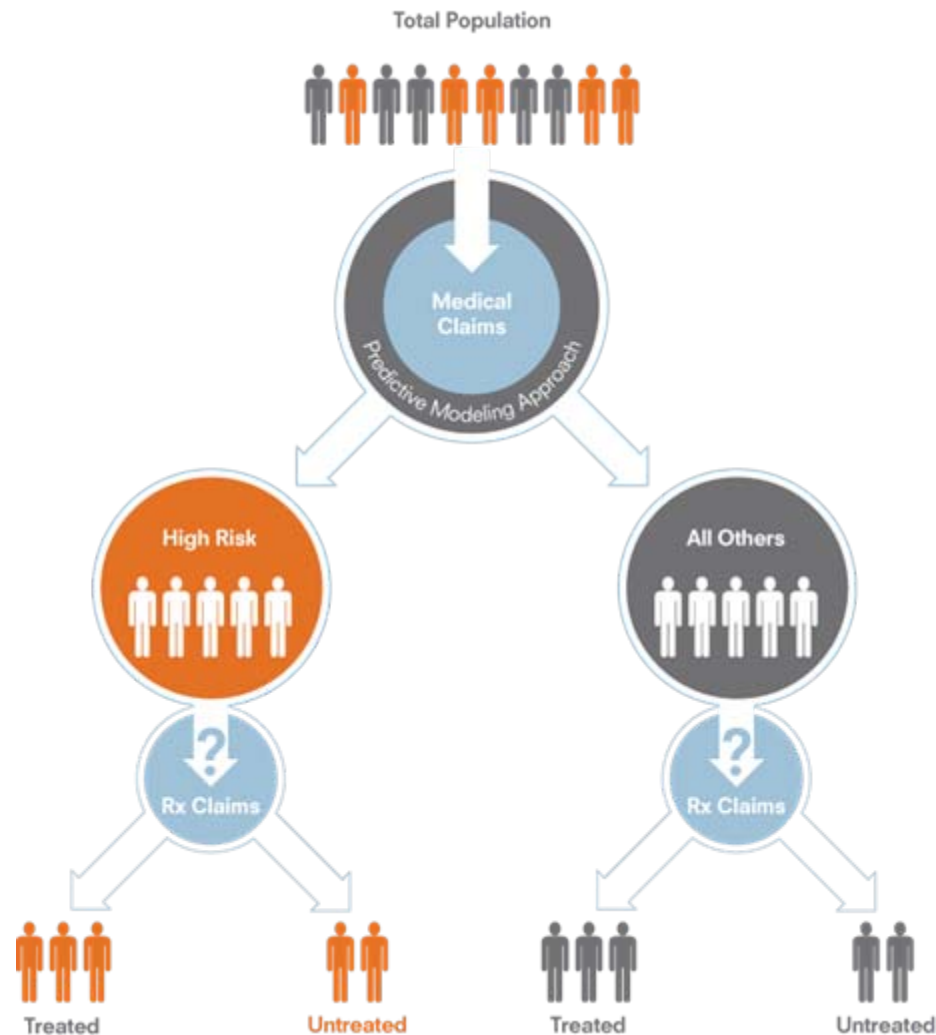 Total Population
Medical
Claims
Predictive Modeling Approach
High Risk
All Others
?
Rx Claims
?
Rx Claims
Treated
Untreated
Treated
Untreated